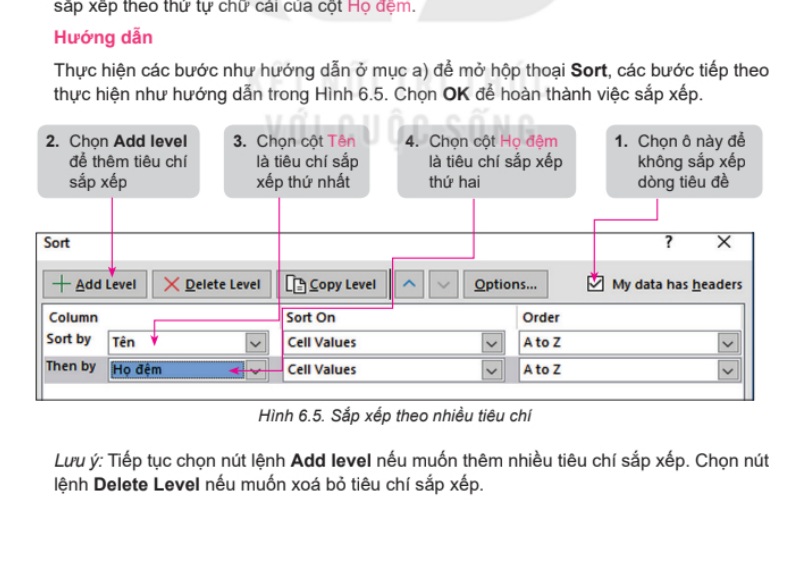 sắp xếp theo thứ tự chữ cái của cột Họ đệm.
Hướng dẫn
Thực hiện các bước như hướng dẫn ở mục a) để mở hộp thoại Sort, các bước tiếp theo
thực hiện như hướng dẫn trong Hình 6.5. Chọn OK để hoàn thành việc sắp xếp.
KẾT NỐI TRI THỨC
VỚI CUỘC SỐNG
2. Chọn Add level
để thêm tiêu chí
sắp xếp
3. Chọn cột Tên
là tiêu chí sắp
xếp thứ nhất
4. Chọn cột Họ đệm
là tiêu chí sắp xếp
thứ hai
1. Chọn ô này để
không sắp xếp
dòng tiêu đề
Sort ? X
Add Level Delete Level Copy Level Options... My data has headers
Column Sort On Order
Sort by Tên Cell Values A to Z
Then by Họ đệm Cell Values A to Z
Hình 6.5. Sắp xếp theo nhiều tiêu chí
Lưu ý: Tiếp tục chọn nút lệnh Add level nếu muốn thêm nhiều tiêu chí sắp xếp. Chọn nút
lệnh Delete Level nếu muốn xoá bỏ tiêu chí sắp xếp.